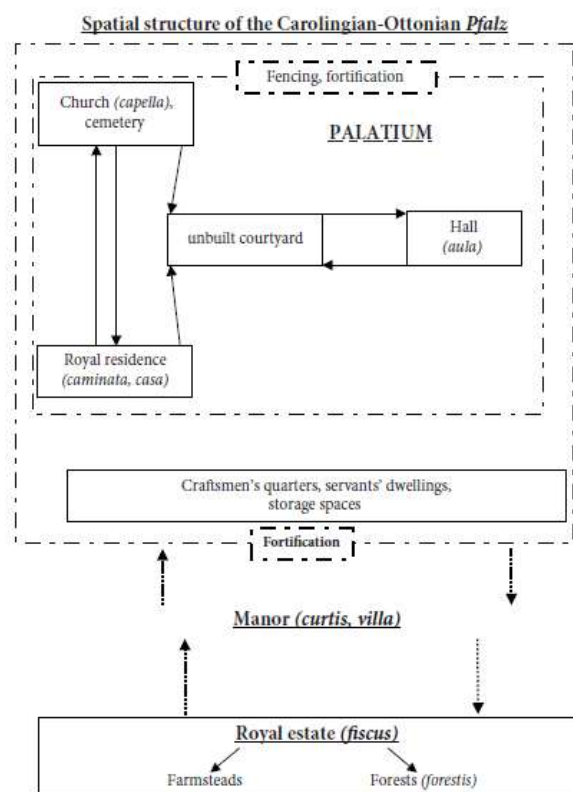 Spatial structure of the Carolingian-Ottonian Pfalz
Fencing, fortification
Church (capella),
cemetery
PALATIUM
unbuilt courtyard
Hall
(aula)
Royal residence
(caminata, casa)
Craftsmen's quarters, servants' dwellings,
storage spaces
Fortification
Manor (curtis, villa)
Royal estate (fiscus)
Farmsteads
Forests (forestis)